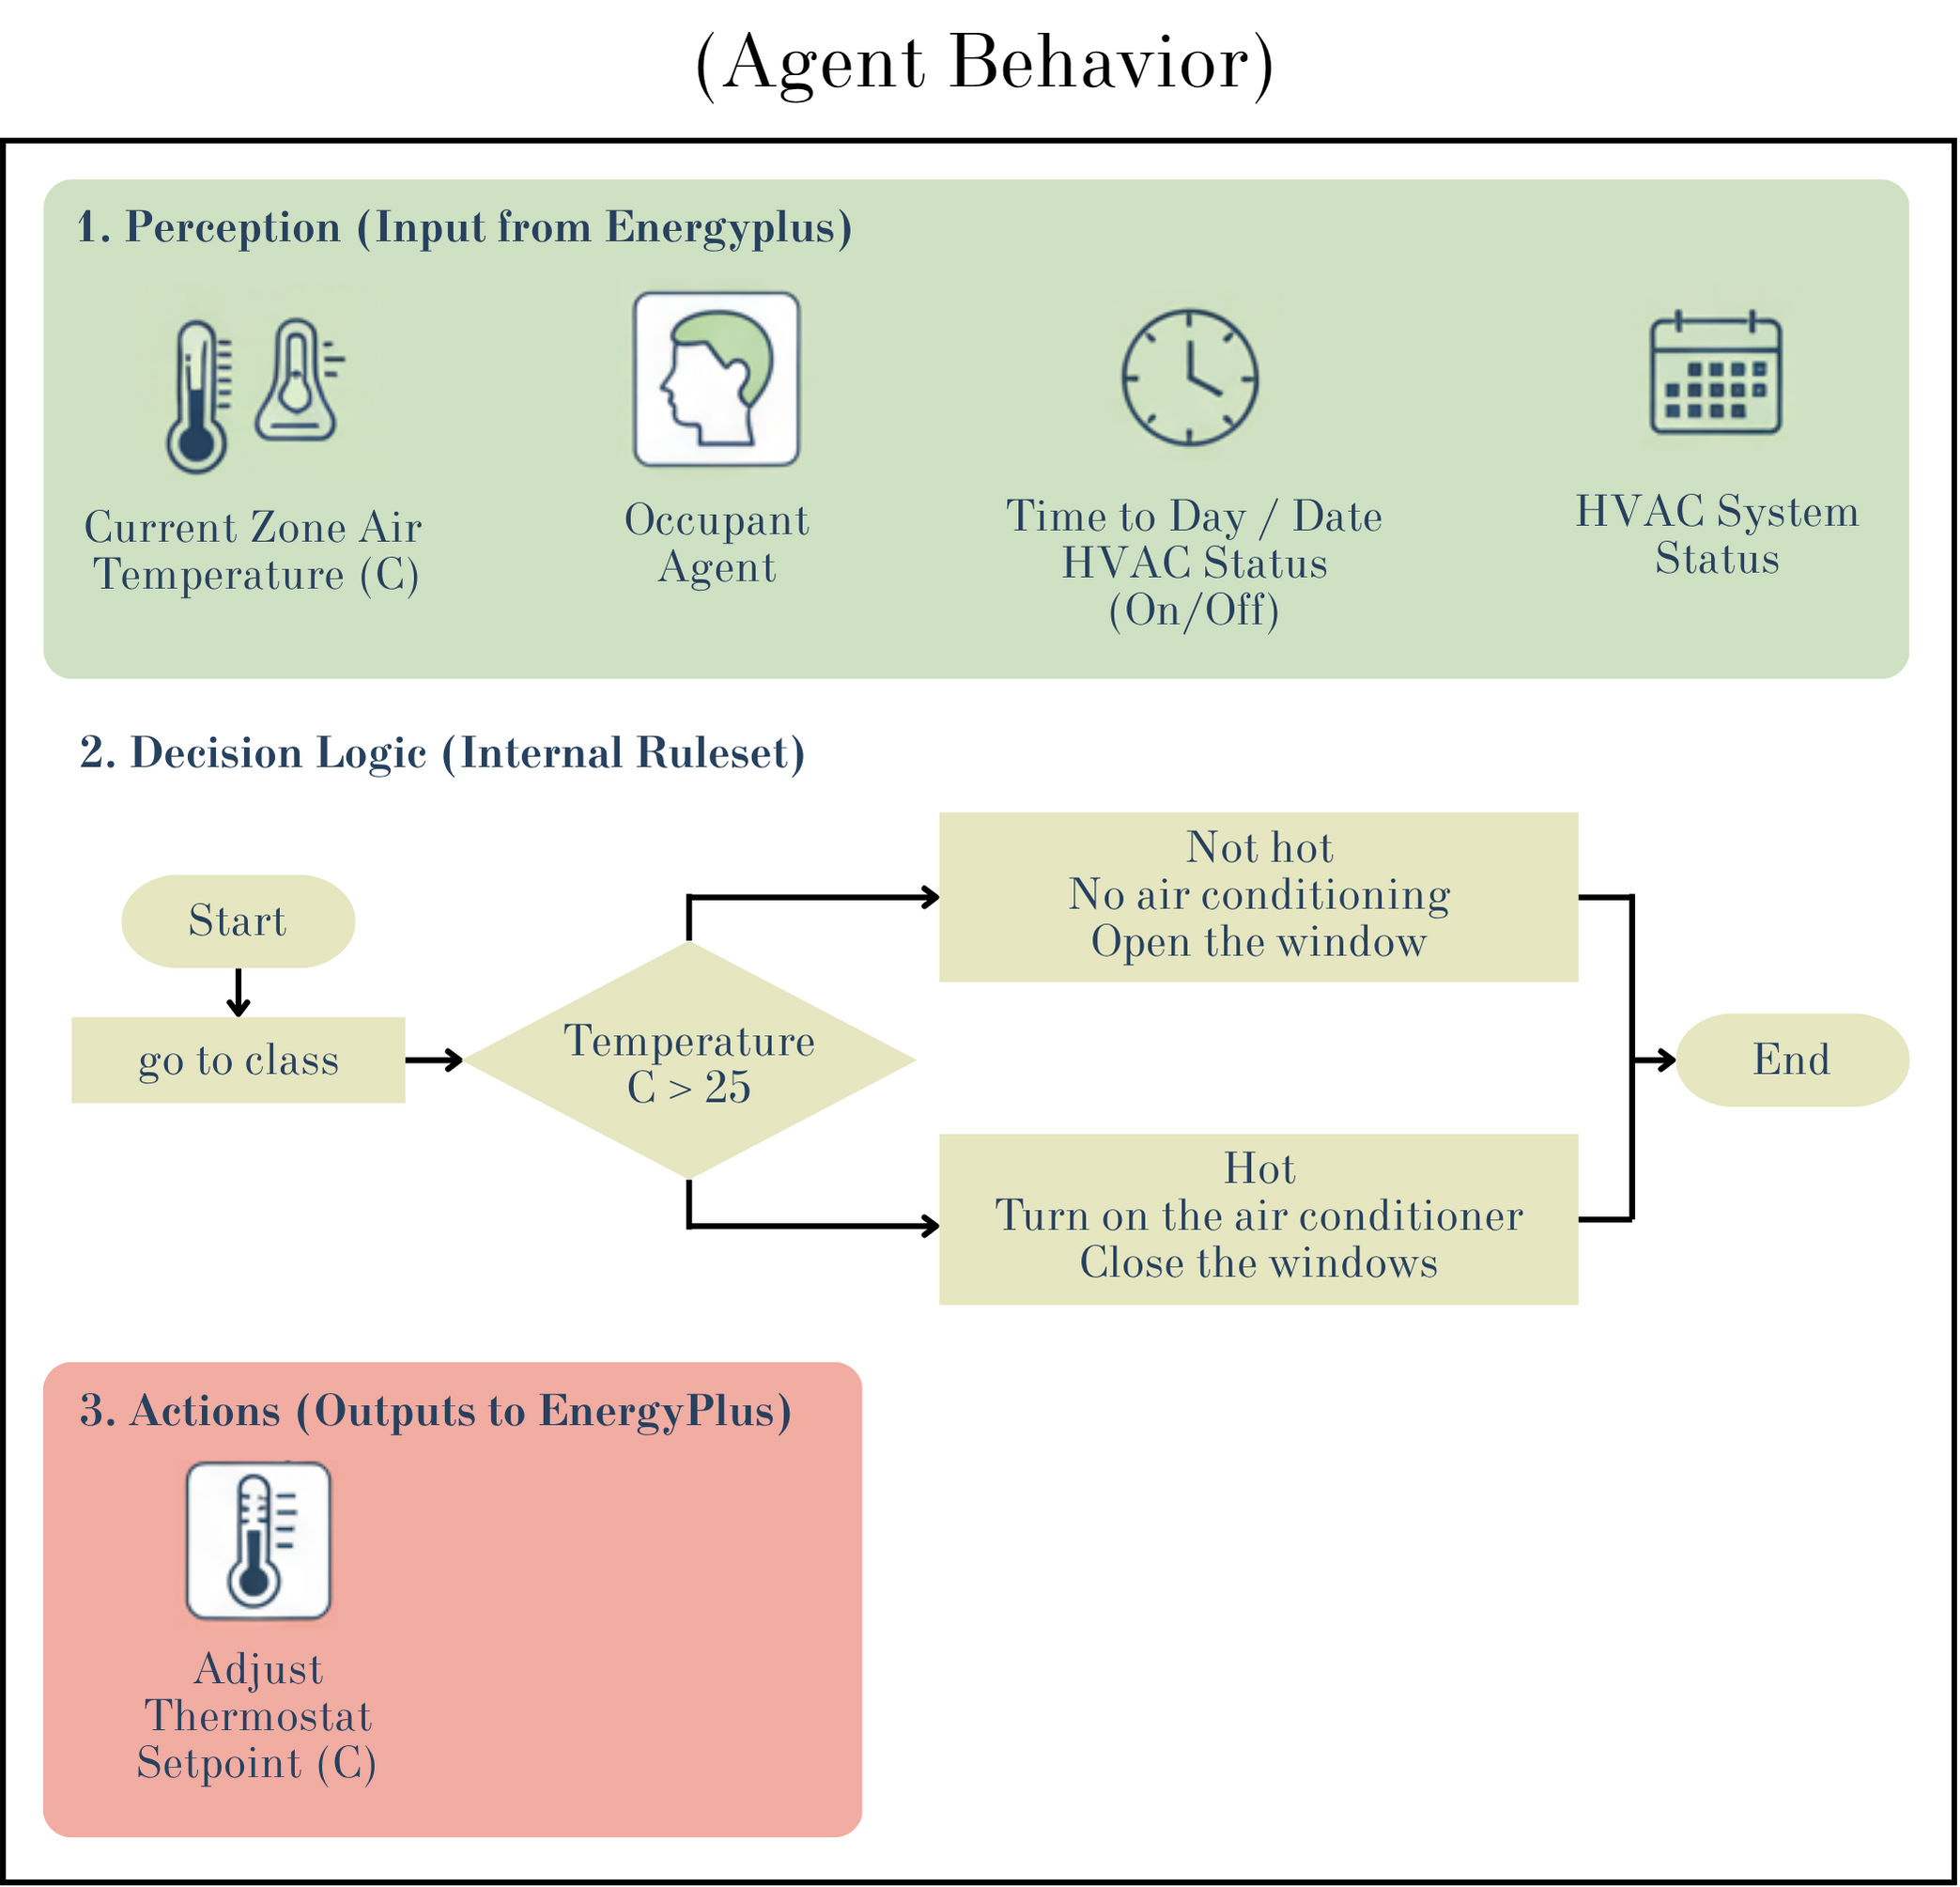 (Agent Behavior)
1. Perception (Input from Energyplus)
Current Zone Air
Temperature (C)
Occupant
Agent
Time to Day / Date
HVAC Status
(On/Off)
HVAC System
Status
2. Decision Logic (Internal Ruleset)
Start
go to class
Temperature
C > 25
Not hot
No air conditioning
Open the window
Hot
Turn on the air conditioner
Close the windows
End
3. Actions (Outputs to EnergyPlus)
Adjust
Thermostat
Setpoint (C)